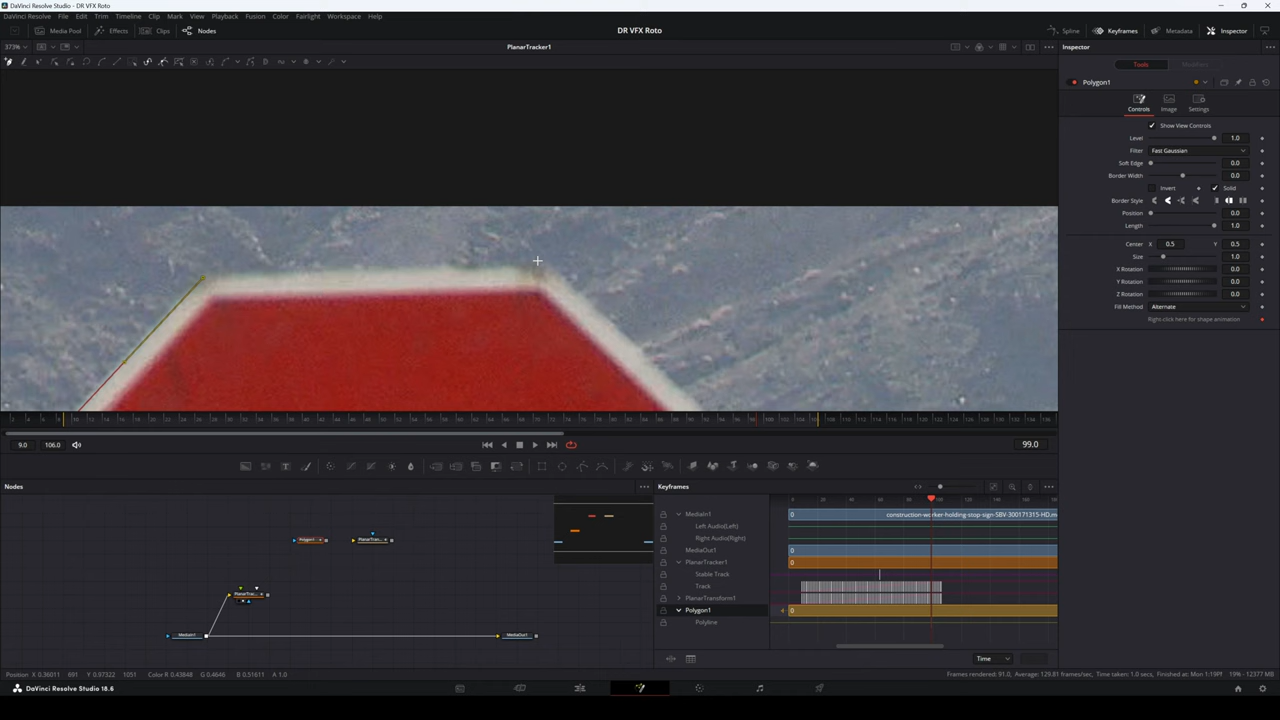 DaVinci Resolve Studio - DR VFX Roto
DaVinci Resolve File Edit Trim Timeline Clip Mark View Playback Fusion Color Fairlight Workspace Help
Media Pool Effects Clips Nodes DR VFX Roto Spline Keyframes Metadata Inspector
373% PlanarTracker1 Inspector
Tools Modifiers
Polygon1
Controls Image Settings
Show View Controls
Level 1.0
Filter Fast Gaussian
Soft Edge 0.0
Border Width 0.0
Invert Solid
Border Style
Position 0.0
Length 1.0
Center X 0.5 Y 0.5
Size 1.0
X Rotation
Y Rotation
Z Rotation
Fill Method Alternate
Right-click here for shape animation
9.0 106.0 99.0
Nodes Keyframes
MediaIn1 construction-worker-holding-stop-sign-SBV-300171315-HD.m
Left Audio(Left)
Right Audio(Right)
MediaOut1 0
PlanarTracker1 0
Stable Track
Track
PlanarTransform1
Polygon1 0
Polyline
Polygon1 PlanarTran...
PlanarTrac...
MediaIn1 MediaOut1
Time
Position X 0.36011 691 Y 0.97322 1051 Color R 0.43848 G 0.4646 B 0.51611 A 1.0
Frames rendered: 91.0, Average: 129.81 frames/sec, Time taken: 1.0 secs, Finished at: Mon 1:19PM 19% - 12377 MB
DaVinci Resolve Studio 18.6